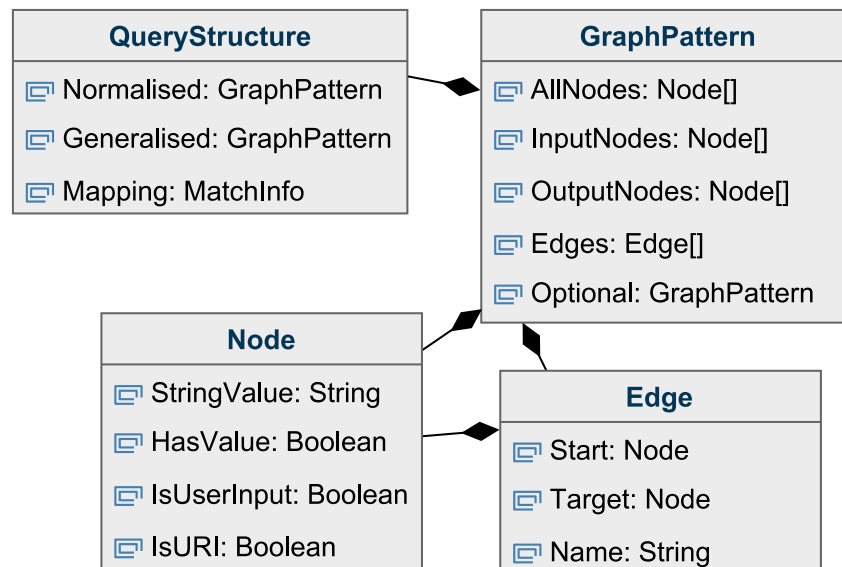 QueryStructure
Normalised: GraphPattern
Generalised: GraphPattern
Mapping: MatchInfo
GraphPattern
AllNodes: Node[]
InputNodes: Node[]
OutputNodes: Node[]
Edges: Edge[]
Optional: GraphPattern
Node
StringValue: String
HasValue: Boolean
IsUserInput: Boolean
IsURI: Boolean
Edge
Start: Node
Target: Node
Name: String